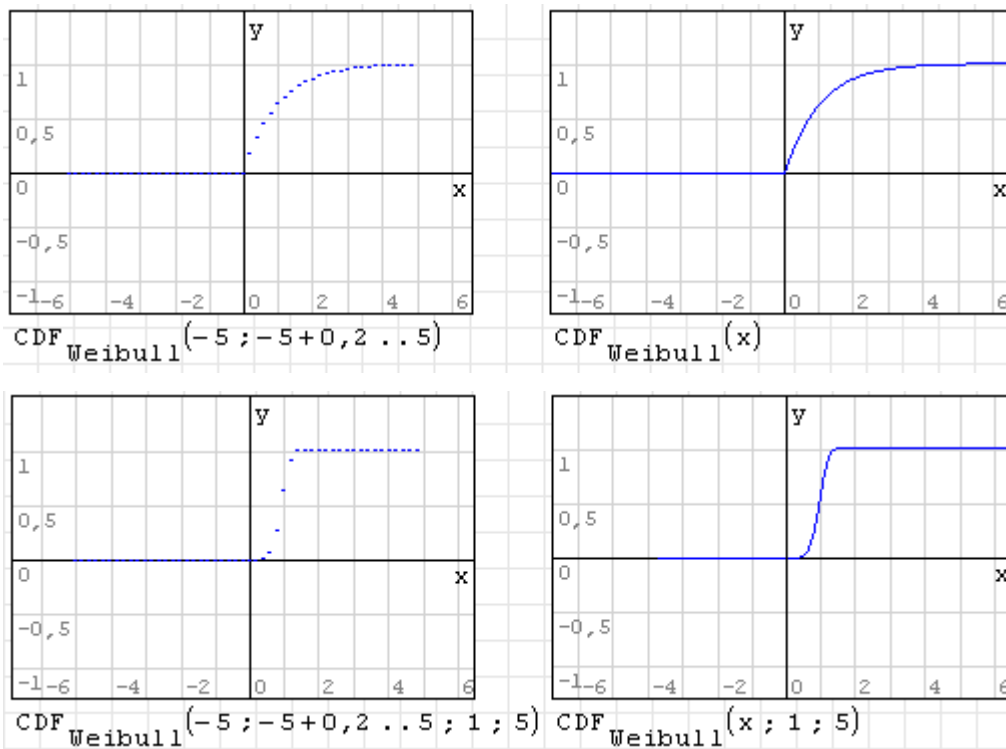 y
1
0,5
0
x
-0,5
-1 -6 -4 -2 0 2 4 6
CDF Weibull(-5 ; -5+0,2 .. 5)
y
1
0,5
0
x
-0,5
-1 -6 -4 -2 0 2 4 6
CDF Weibull(x)
y
1
0,5
0
x
-0,5
-1 -6 -4 -2 0 2 4 6
CDF Weibull(-5 ; -5+0,2 .. 5 ; 1 ; 5)
y
1
0,5
0
x
-0,5
-1 -6 -4 -2 0 2 4 6
CDF Weibull(x ; 1 ; 5)